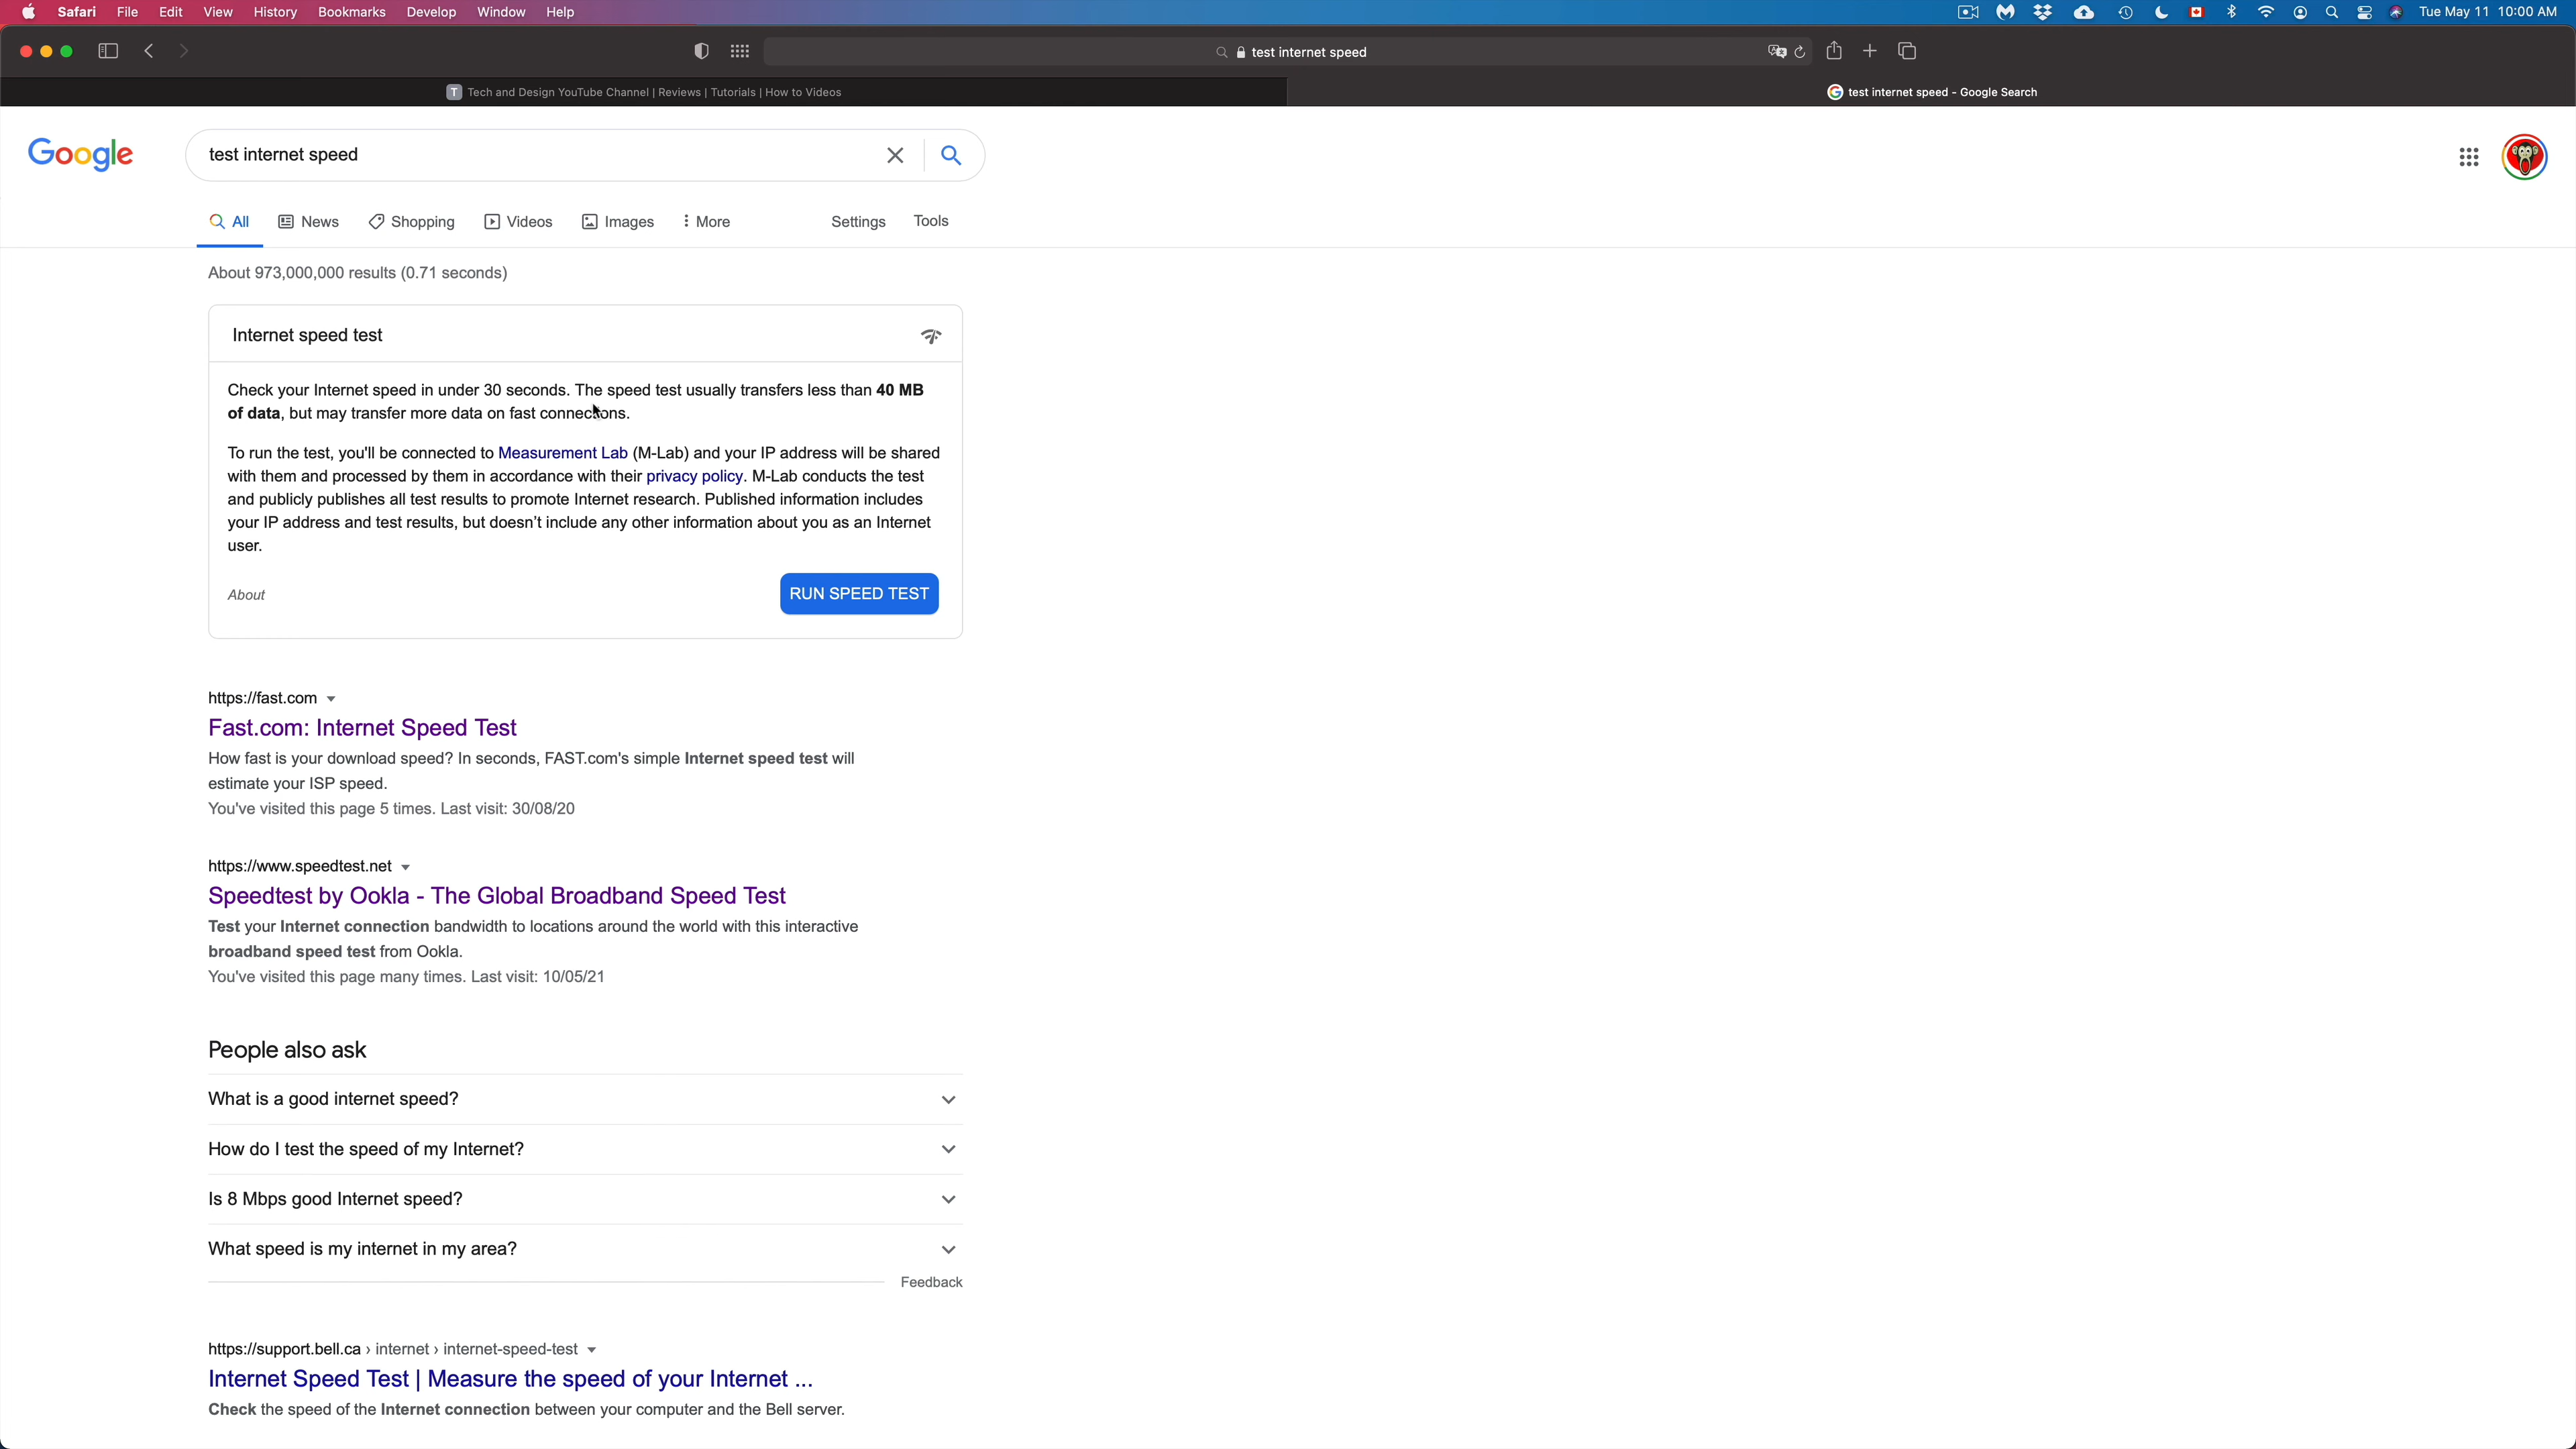 Safari File Edit View History Bookmarks Develop Window Help
Tue May 11 10:00 AM
test internet speed
T Tech and Design YouTube Channel | Reviews | Tutorials | How to Videos
test internet speed - Google Search
Google
test internet speed
All News Shopping Videos Images More Settings Tools
About 973,000,000 results (0.71 seconds)
Internet speed test
Check your Internet speed in under 30 seconds. The speed test usually transfers less than 40 MB
of data, but may transfer more data on fast connections.
To run the test, you'll be connected to Measurement Lab (M-Lab) and your IP address will be shared
with them and processed by them in accordance with their privacy policy. M-Lab conducts the test
and publicly publishes all test results to promote Internet research. Published information includes
your IP address and test results, but doesn't include any other information about you as an Internet
user.
About
RUN SPEED TEST
https://fast.com
Fast.com: Internet Speed Test
How fast is your download speed? In seconds, FAST.com's simple Internet speed test will
estimate your ISP speed.
You've visited this page 5 times. Last visit: 30/08/20
https://www.speedtest.net
Speedtest by Ookla - The Global Broadband Speed Test
Test your Internet connection bandwidth to locations around the world with this interactive
broadband speed test from Ookla.
You've visited this page many times. Last visit: 10/05/21
People also ask
What is a good internet speed?
How do I test the speed of my Internet?
Is 8 Mbps good Internet speed?
What speed is my internet in my area?
Feedback
https://support.bell.ca › internet › internet-speed-test
Internet Speed Test | Measure the speed of your Internet ...
Check the speed of the Internet connection between your computer and the Bell server.